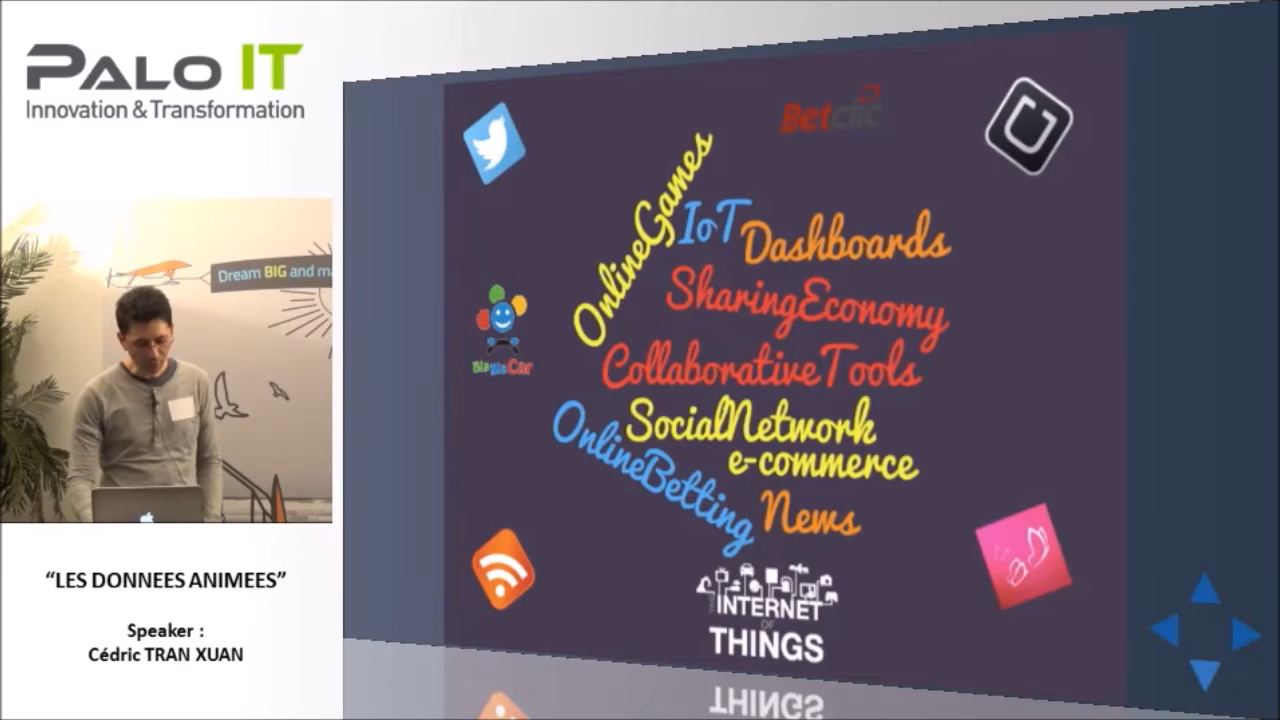 PALO IT
Innovation & Transformation
Dream BIG and m
"LES DONNEES ANIMEES"
Speaker :
Cédric TRAN XUAN
Betclic
OnlineGames
IoT
Dashboards
SharingEconomy
BlaBlaCar
CollaborativeTools
SocialNetwork
OnlineBetting
e-commerce
News
INTERNET
OF
THINGS
THINGS